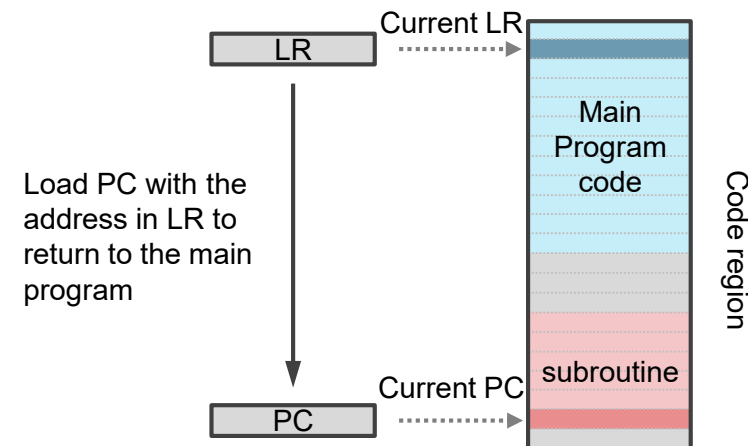 Current LR
LR
Main
Program
code
Load PC with the
address in LR to
return to the main
program
Code region
subroutine
Current PC
PC